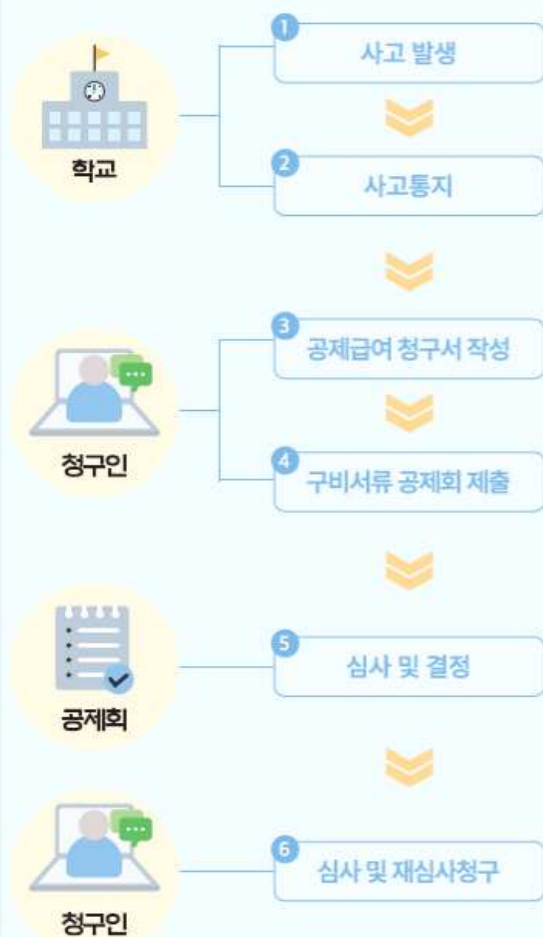 1
사고 발생
학교
2
사고통지
3
공제급여 청구서 작성
청구인
4
구비서류 공제회 제출
5
심사 및 결정
공제회
6
심사 및 재심사청구
청구인